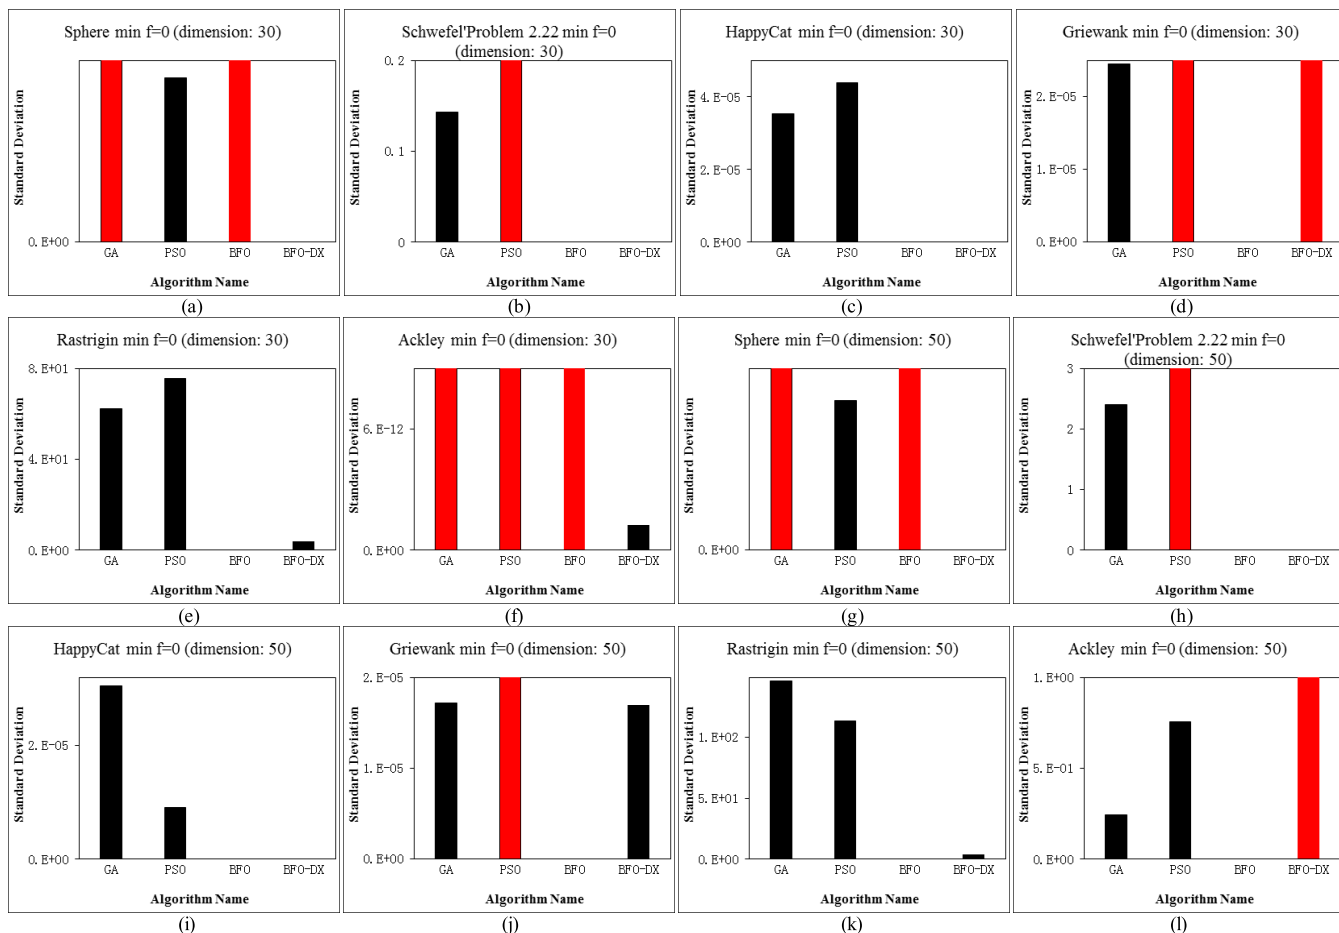 Sphere min f=0 (dimension: 30)
Standard Deviation
0.E+00
GA PSO BFO BFO-DX
Algorithm Name
(a)
Schwefel'Problem 2.22 min f=0
(dimension: 30)
Standard Deviation
0.2
0.1
0
GA PSO BFO BFO-DX
Algorithm Name
(b)
HappyCat min f=0 (dimension: 30)
Standard Deviation
4.E-05
2.E-05
0.E+00
GA PSO BFO BFO-DX
Algorithm Name
(c)
Griewank min f=0 (dimension: 30)
Standard Deviation
2.E-05
1.E-05
0.E+00
GA PSO BFO BFO-DX
Algorithm Name
(d)
Rastrigin min f=0 (dimension: 30)
Standard Deviation
8.E+01
4.E+01
0.E+00
GA PSO BFO BFO-DX
Algorithm Name
(e)
Ackley min f=0 (dimension: 30)
Standard Deviation
6.E-12
0.E+00
GA PSO BFO BFO-DX
Algorithm Name
(f)
Sphere min f=0 (dimension: 50)
Standard Deviation
0.E+00
GA PSO BFO BFO-DX
Algorithm Name
(g)
Schwefel'Problem 2.22 min f=0
(dimension: 50)
Standard Deviation
3
2
1
0
GA PSO BFO BFO-DX
Algorithm Name
(h)
HappyCat min f=0 (dimension: 50)
Standard Deviation
2.E-05
0.E+00
GA PSO BFO BFO-DX
Algorithm Name
(i)
Griewank min f=0 (dimension: 50)
Standard Deviation
2.E-05
1.E-05
0.E+00
GA PSO BFO BFO-DX
Algorithm Name
(j)
Rastrigin min f=0 (dimension: 50)
Standard Deviation
1.E+02
5.E+01
0.E+00
GA PSO BFO BFO-DX
Algorithm Name
(k)
Ackley min f=0 (dimension: 50)
Standard Deviation
1.E+00
5.E-01
0.E+00
GA PSO BFO BFO-DX
Algorithm Name
(l)